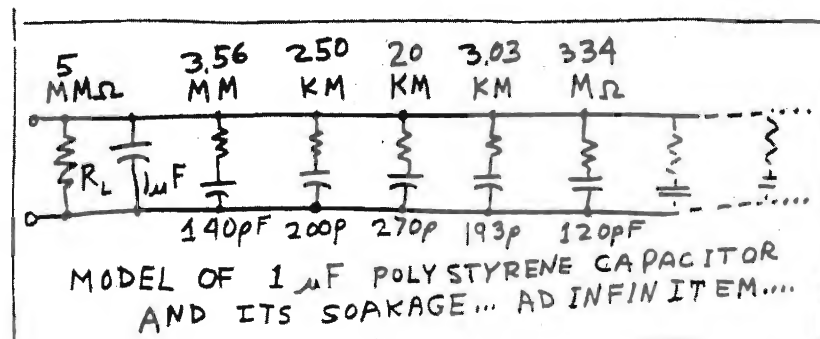 5 3.56 250 20 3.03 334
MMΩ MM KM KM KM MΩ
R_L 1µF
140pF 200p 270p 193p 120pF
MODEL OF 1µF POLYSTYRENE CAPACITOR
AND ITS SOAKAGE... AD INFINITEM....